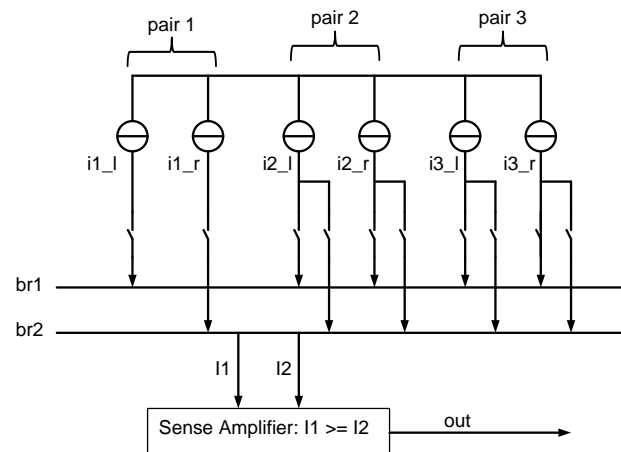 pair 1 pair 2 pair 3
i1_l i1_r i2_l i2_r i3_l i3_r
br1
br2
I1 I2
Sense Amplifier: I1 >= I2
out